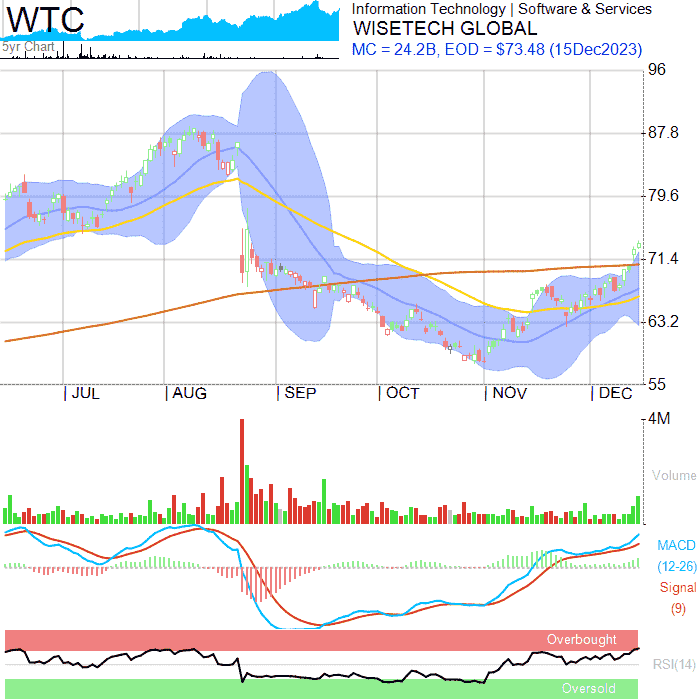 WTC
5yr Chart
Information Technology | Software & Services
WISETECH GLOBAL
MC = 24.2B, EOD = $73.48 (15Dec2023)
96
87.8
79.6
71.4
63.2
55
| JUL
| AUG
| SEP
| OCT
| NOV
| DEC
4M
Volume
MACD
(12-26)
Signal
(9)
Overbought
RSI(14)
Oversold